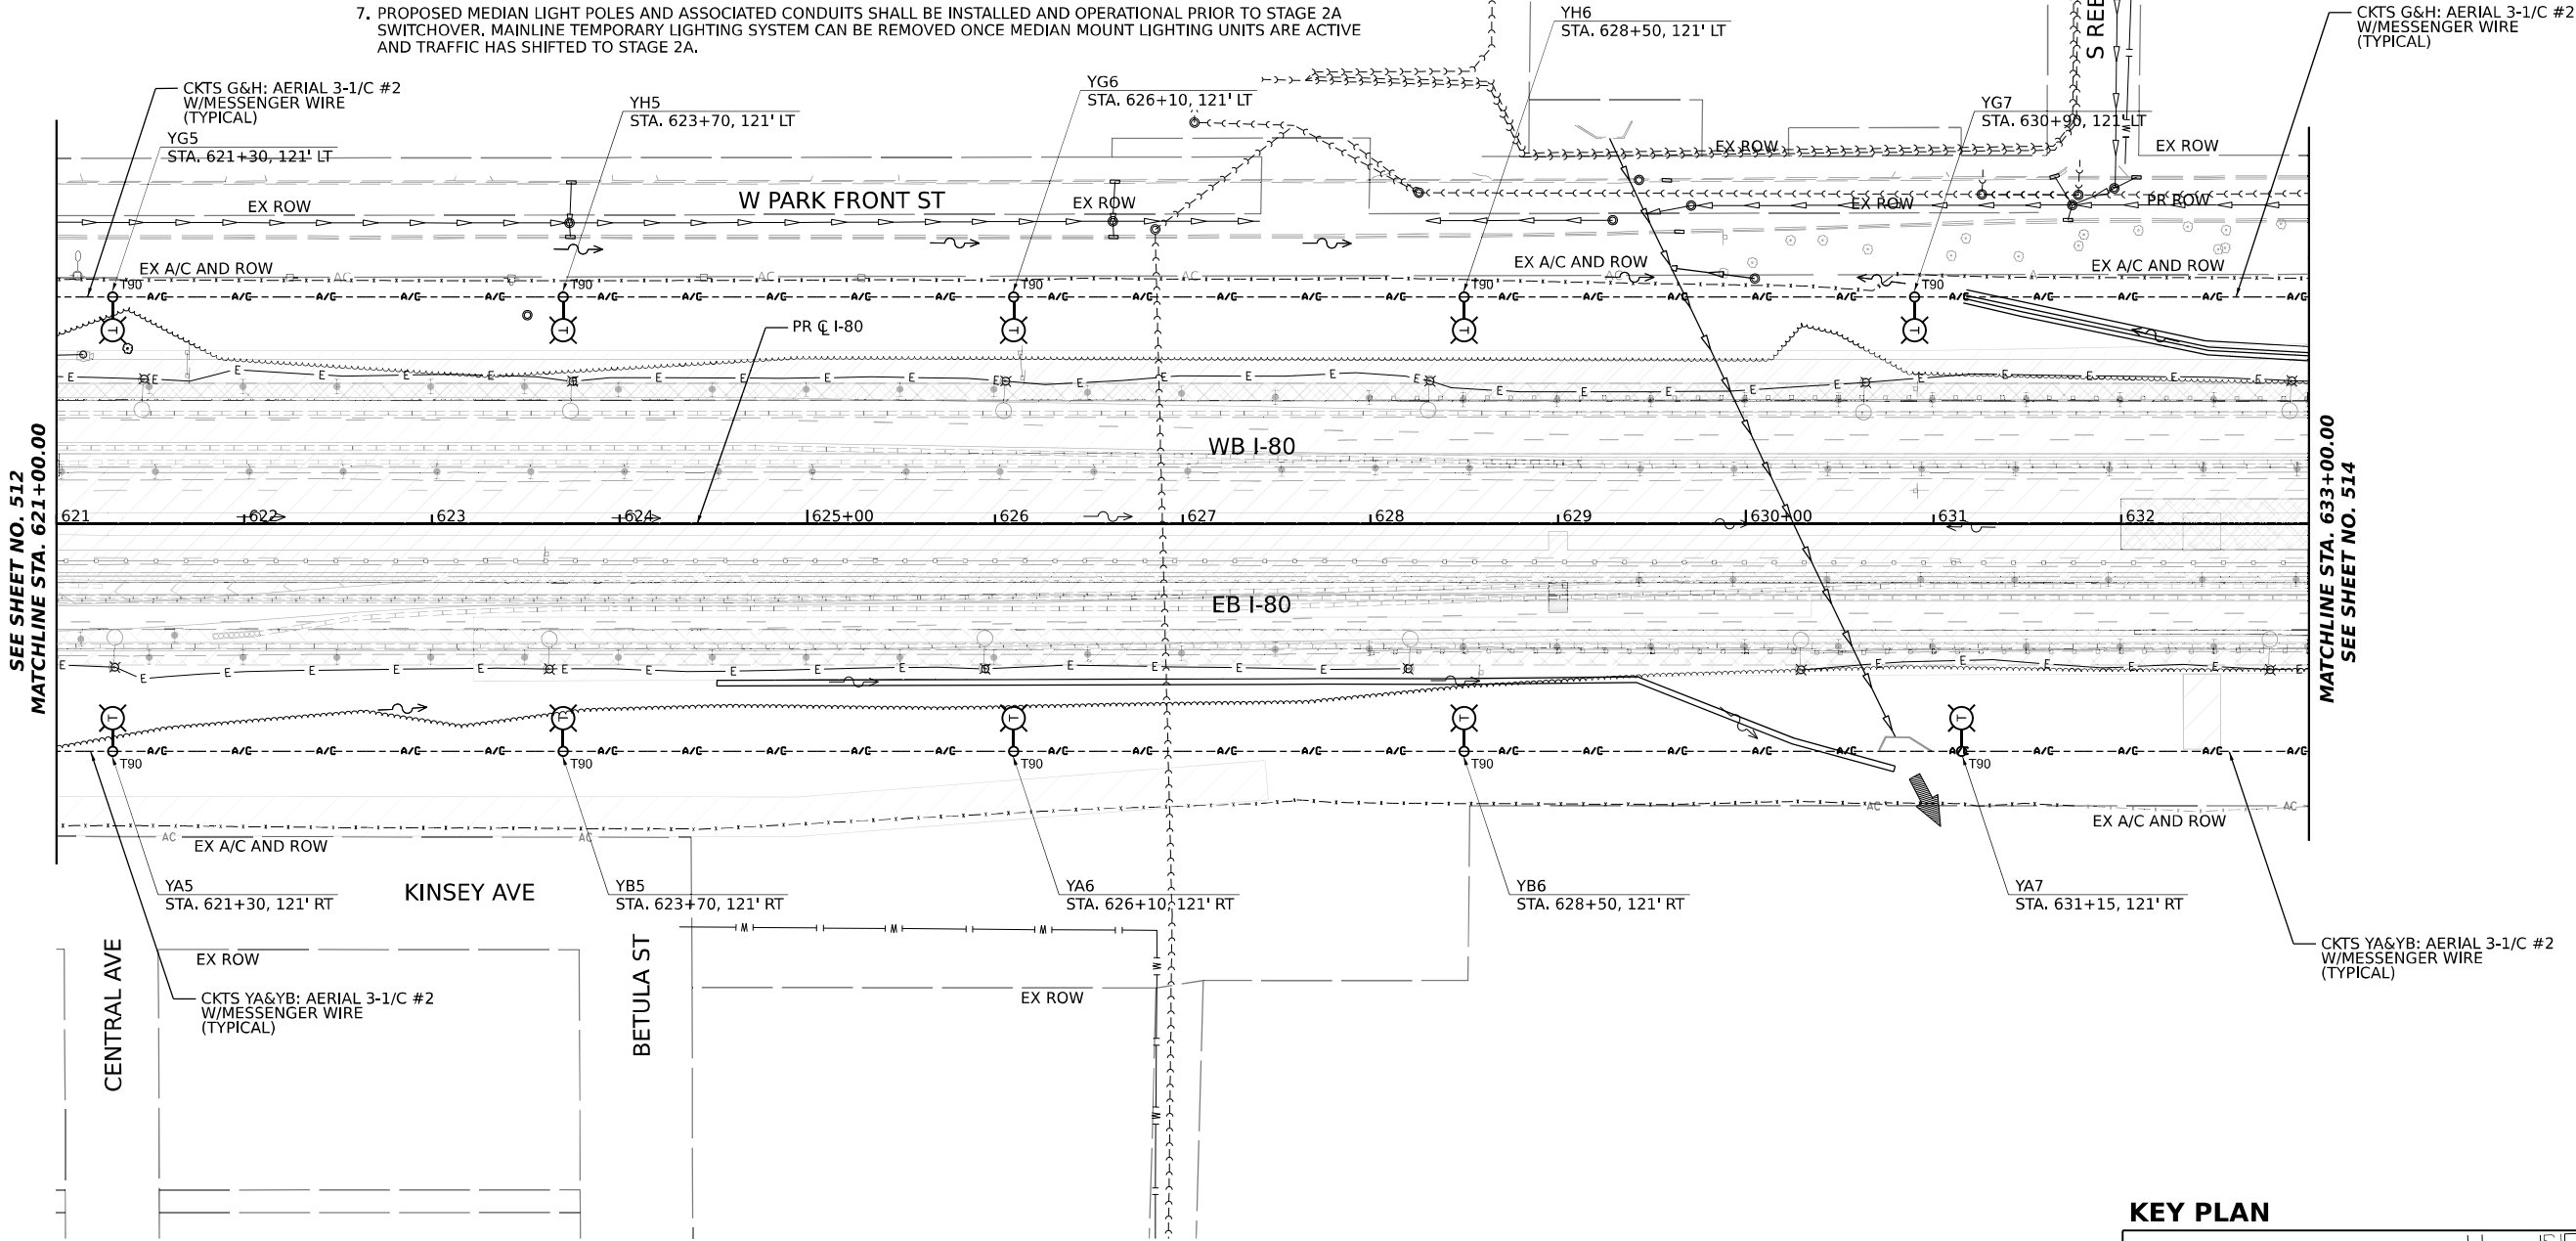 7. PROPOSED MEDIAN LIGHT POLES AND ASSOCIATED CONDUITS SHALL BE INSTALLED AND OPERATIONAL PRIOR TO STAGE 2A
SWITCHOVER. MAINLINE TEMPORARY LIGHTING SYSTEM CAN BE REMOVED ONCE MEDIAN MOUNT LIGHTING UNITS ARE ACTIVE
AND TRAFFIC HAS SHIFTED TO STAGE 2A.
CKTS G&H: AERIAL 3-1/C #2
W/MESSENGER WIRE
(TYPICAL)
YG5
STA. 621+30, 121' LT
YH5
STA. 623+70, 121' LT
YG6
STA. 626+10, 121' LT
YH6
STA. 628+50, 121' LT
YG7
STA. 630+90, 121' LT
CKTS G&H: AERIAL 3-1/C #2
W/MESSENGER WIRE
(TYPICAL)
EX ROW
EX ROW
W PARK FRONT ST
EX ROW
EX ROW
EX ROW
PR ROW
EX A/C AND ROW
EX A/C AND ROW
EX A/C AND ROW
T90
T90
T90
T90
T90
PR ℄ I-80
WB I-80
SEE SHEET NO. 512
MATCHLINE STA. 621+00.00
621
622
623
624
625+00
626
627
628
629
630+00
631
632
MATCHLINE STA. 633+00.00
SEE SHEET NO. 514
EB I-80
T90
T90
T90
T90
T90
EX A/C AND ROW
EX A/C AND ROW
YA5
STA. 621+30, 121' RT
KINSEY AVE
YB5
STA. 623+70, 121' RT
YA6
STA. 626+10, 121' RT
YB6
STA. 628+50, 121' RT
YA7
STA. 631+15, 121' RT
CENTRAL AVE
EX ROW
BETULA ST
EX ROW
CKTS YA&YB: AERIAL 3-1/C #2
W/MESSENGER WIRE
(TYPICAL)
CKTS YA&YB: AERIAL 3-1/C #2
W/MESSENGER WIRE
(TYPICAL)
KEY PLAN